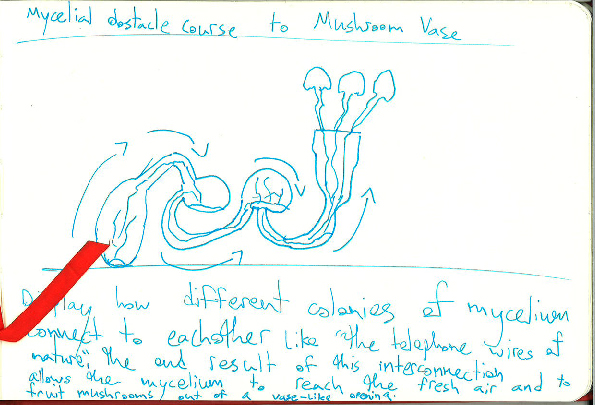 Mycelial obstacle course to Mushroom Vase
Display how different colonies of mycelium
connect to eachother like "the telephone wires of
nature", the end result of this interconnection
allows the mycelium to reach the fresh air and to
fruit mushrooms out of a vase-like opening.